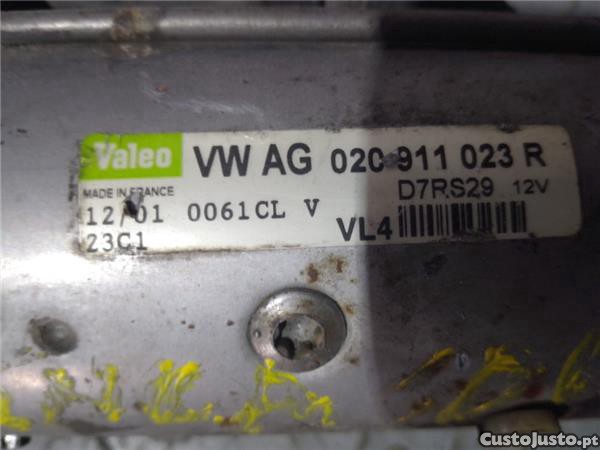 Valeo VW AG 020 911 023 R
MADE IN FRANCE D7RS29 12V
12/01 0061CL V
23C1 VL4
CustoJusto.pt